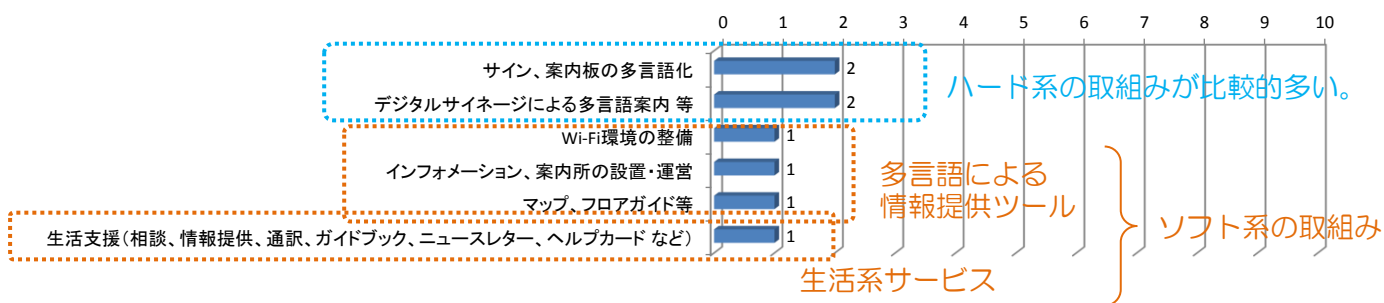 0 1 2 3 4 5 6 7 8 9 10
サイン、案内板の多言語化 2
デジタルサイネージによる多言語案内 等 2
ハード系の取組みが比較的多い。
Wi-Fi環境の整備 1
インフォメーション、案内所の設置・運営 1
マップ、フロアガイド等 1
多言語による
情報提供ツール
生活支援(相談、情報提供、通訳、ガイドブック、ニュースレター、ヘルプカード など) 1
ソフト系の取組み
生活系サービス